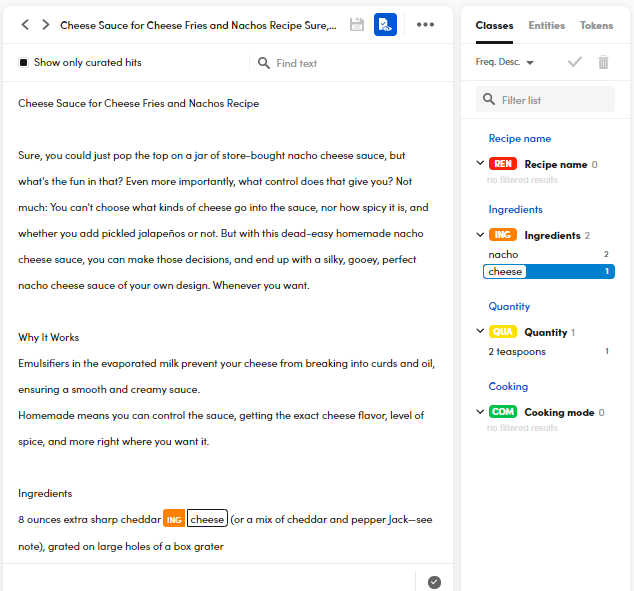 Cheese Sauce for Cheese Fries and Nachos Recipe Sure,...
Show only curated hits
Find text
Cheese Sauce for Cheese Fries and Nachos Recipe
Sure, you could just pop the top on a jar of store-bought nacho cheese sauce, but
what's the fun in that? Even more importantly, what control does that give you? Not
much: You can't choose what kinds of cheese go into the sauce, nor how spicy it is, and
whether you add pickled jalapeños or not. But with this dead-easy homemade nacho
cheese sauce, you can make those decisions, and end up with a silky, gooey, perfect
nacho cheese sauce of your own design. Whenever you want.
Why It Works
Emulsifiers in the evaporated milk prevent your cheese from breaking into curds and oil,
ensuring a smooth and creamy sauce.
Homemade means you can control the sauce, getting the exact cheese flavor, level of
spice, and more right where you want it.
Ingredients
8 ounces extra sharp cheddar ING cheese (or a mix of cheddar and pepper Jack—see
note), grated on large holes of a box grater
Classes Entities Tokens
Freq. Desc.
Filter list
Recipe name
REN Recipe name 0
no filtered results
Ingredients
ING Ingredients 2
nacho 2
cheese 1
Quantity
QUA Quantity 1
2 teaspoons 1
Cooking
COM Cooking mode 0
no filtered results